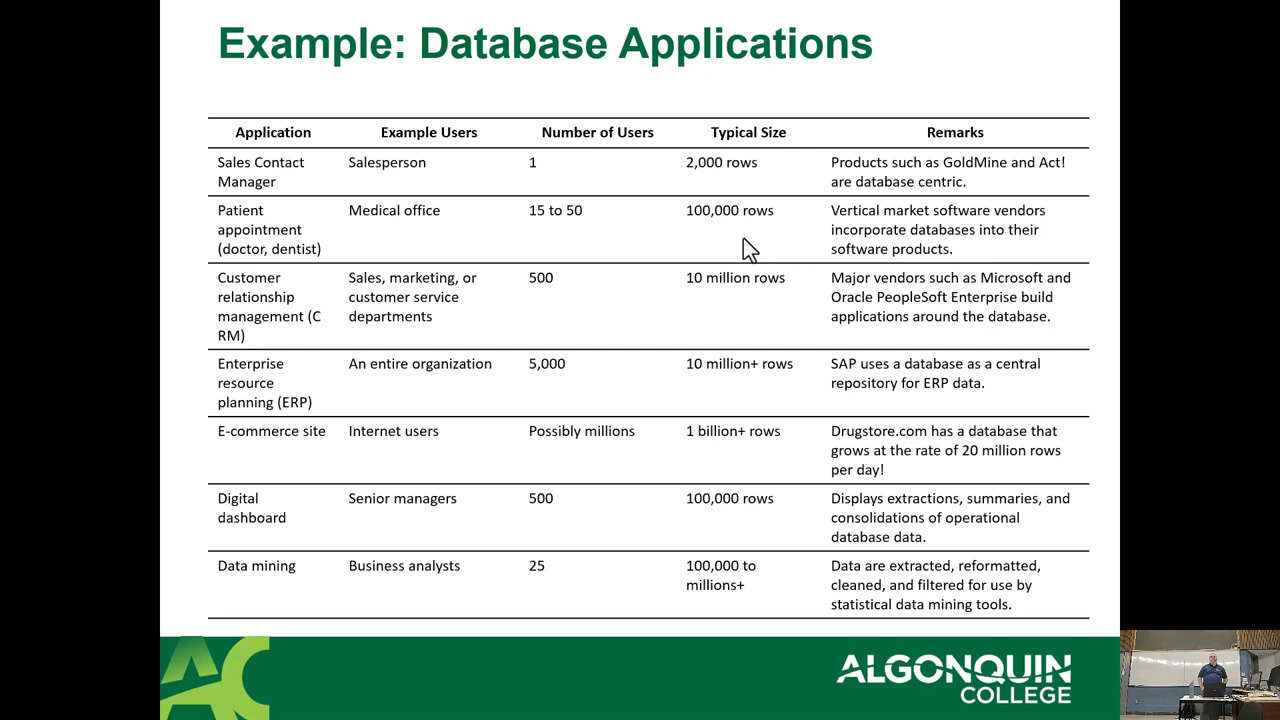 Example: Database Applications
Application Example Users Number of Users Typical Size Remarks
Sales Contact
Manager
Salesperson
1
2,000 rows
Products such as GoldMine and Act!
are database centric.
Patient
appointment
(doctor, dentist)
Medical office
15 to 50
100,000 rows
Vertical market software vendors
incorporate databases into their
software products.
Customer
relationship
management (C
RM)
Sales, marketing, or
customer service
departments
500
10 million rows
Major vendors such as Microsoft and
Oracle PeopleSoft Enterprise build
applications around the database.
Enterprise
resource
planning (ERP)
An entire organization
5,000
10 million+ rows
SAP uses a database as a central
repository for ERP data.
E-commerce site
Internet users
Possibly millions
1 billion+ rows
Drugstore.com has a database that
grows at the rate of 20 million rows
per day!
Digital
dashboard
Senior managers
500
100,000 rows
Displays extractions, summaries, and
consolidations of operational
database data.
Data mining
Business analysts
25
100,000 to
millions+
Data are extracted, reformatted,
cleaned, and filtered for use by
statistical data mining tools.
AC
ALGONQUIN
COLLEGE